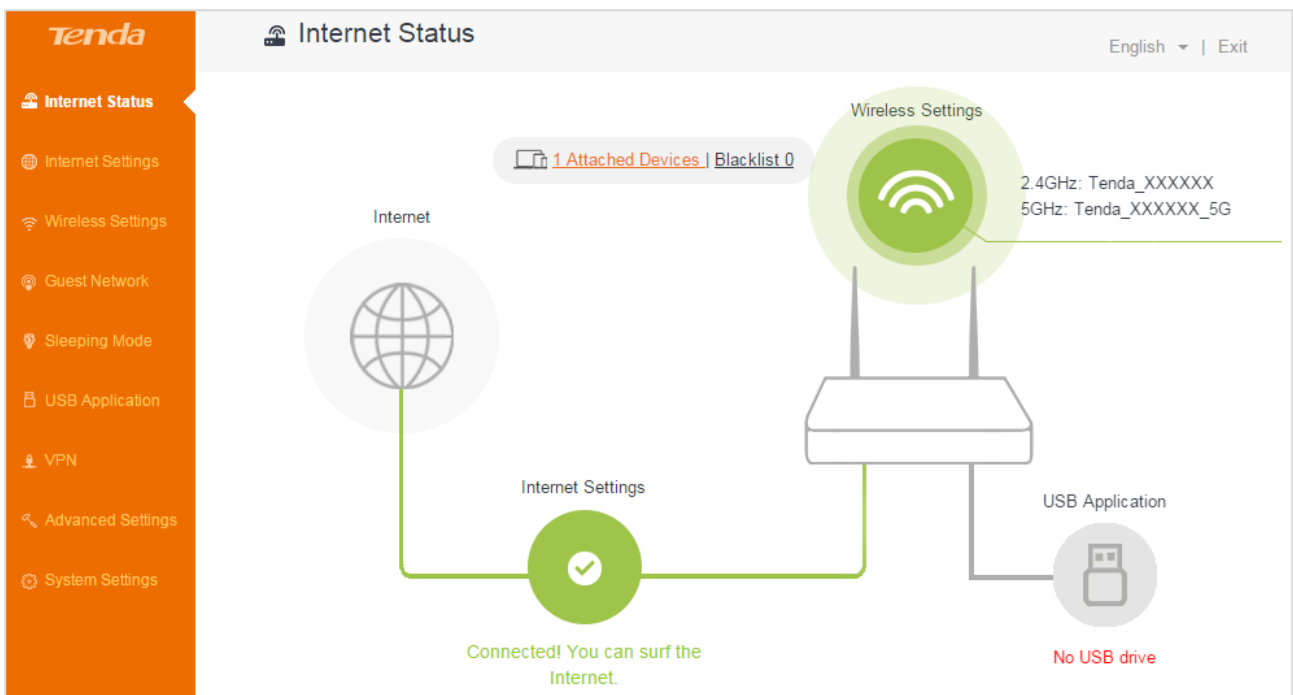 Tenda
Internet Status
English | Exit
Internet Status
Internet Settings
Wireless Settings
Guest Network
Sleeping Mode
USB Application
VPN
Advanced Settings
System Settings
Wireless Settings
1 Attached Devices | Blacklist 0
2.4GHz: Tenda_XXXXXX
5GHz: Tenda_XXXXXX_5G
Internet
Internet Settings
USB Application
Connected! You can surf the
Internet.
No USB drive